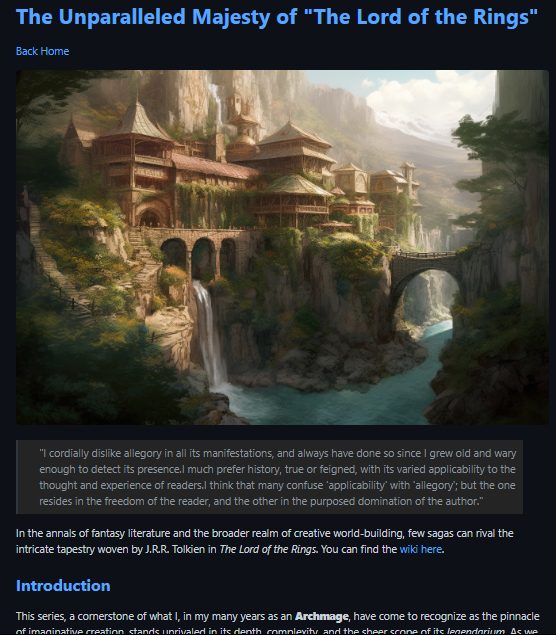 The Unparalleled Majesty of "The Lord of the Rings"
Back Home
"I cordially dislike allegory in all its manifestations, and always have done so since I grew old and wary
enough to detect its presence.I much prefer history, true or feigned, with its varied applicability to the
thought and experience of readers.I think that many confuse 'applicability' with 'allegory'; but the one
resides in the freedom of the reader, and the other in the purposed domination of the author."
In the annals of fantasy literature and the broader realm of creative world-building, few sagas can rival the
intricate tapestry woven by J.R.R. Tolkien in The Lord of the Rings. You can find the wiki here.
Introduction
This series, a cornerstone of what I, in my many years as an Archmage, have come to recognize as the pinnacle
of imaginative creation, stands unrivaled in its depth, complexity, and the sheer scope of its legendarium. As we